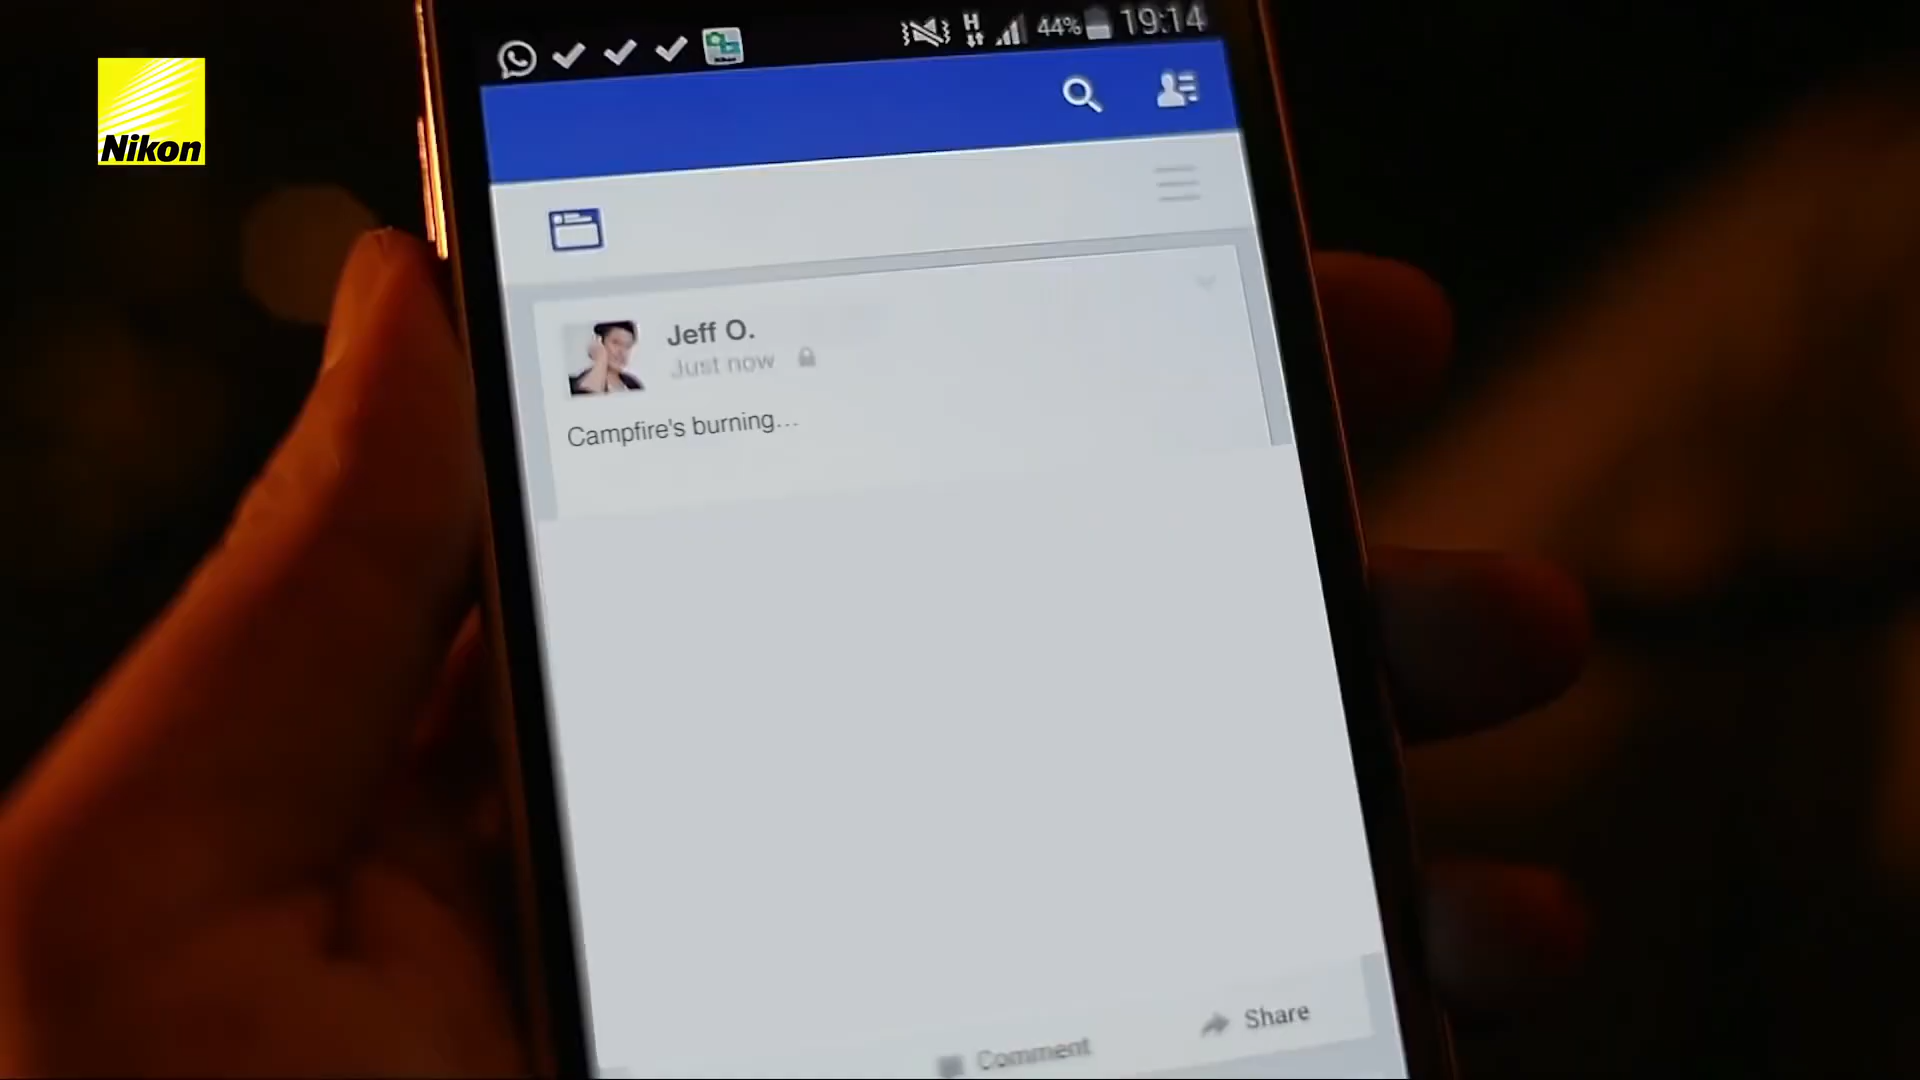 Nikon
H 44% 19:14
Jeff O.
Just now
Campfire's burning...
Comment
Share